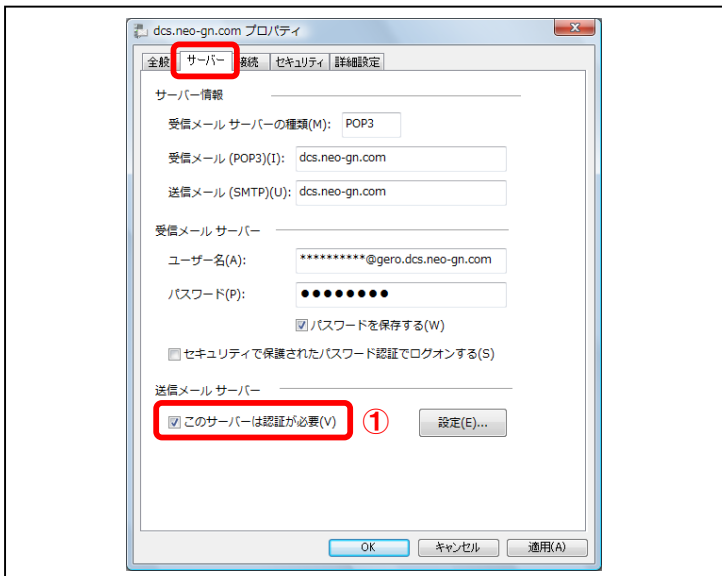 dcs.neo-gn.com プロパティ
全般 サーバー 接続 セキュリティ 詳細設定
サーバー情報
受信メール サーバーの種類(M): POP3
受信メール (POP3)(I): dcs.neo-gn.com
送信メール (SMTP)(U): dcs.neo-gn.com
受信メール サーバー
ユーザー名(A): **********@gero.dcs.neo-gn.com
パスワード(P): ●●●●●●●●
パスワードを保存する(W)
セキュリティで保護されたパスワード認証でログオンする(S)
送信メール サーバー
このサーバーは認証が必要(V) ① 設定(E)...
OK キャンセル 適用(A)